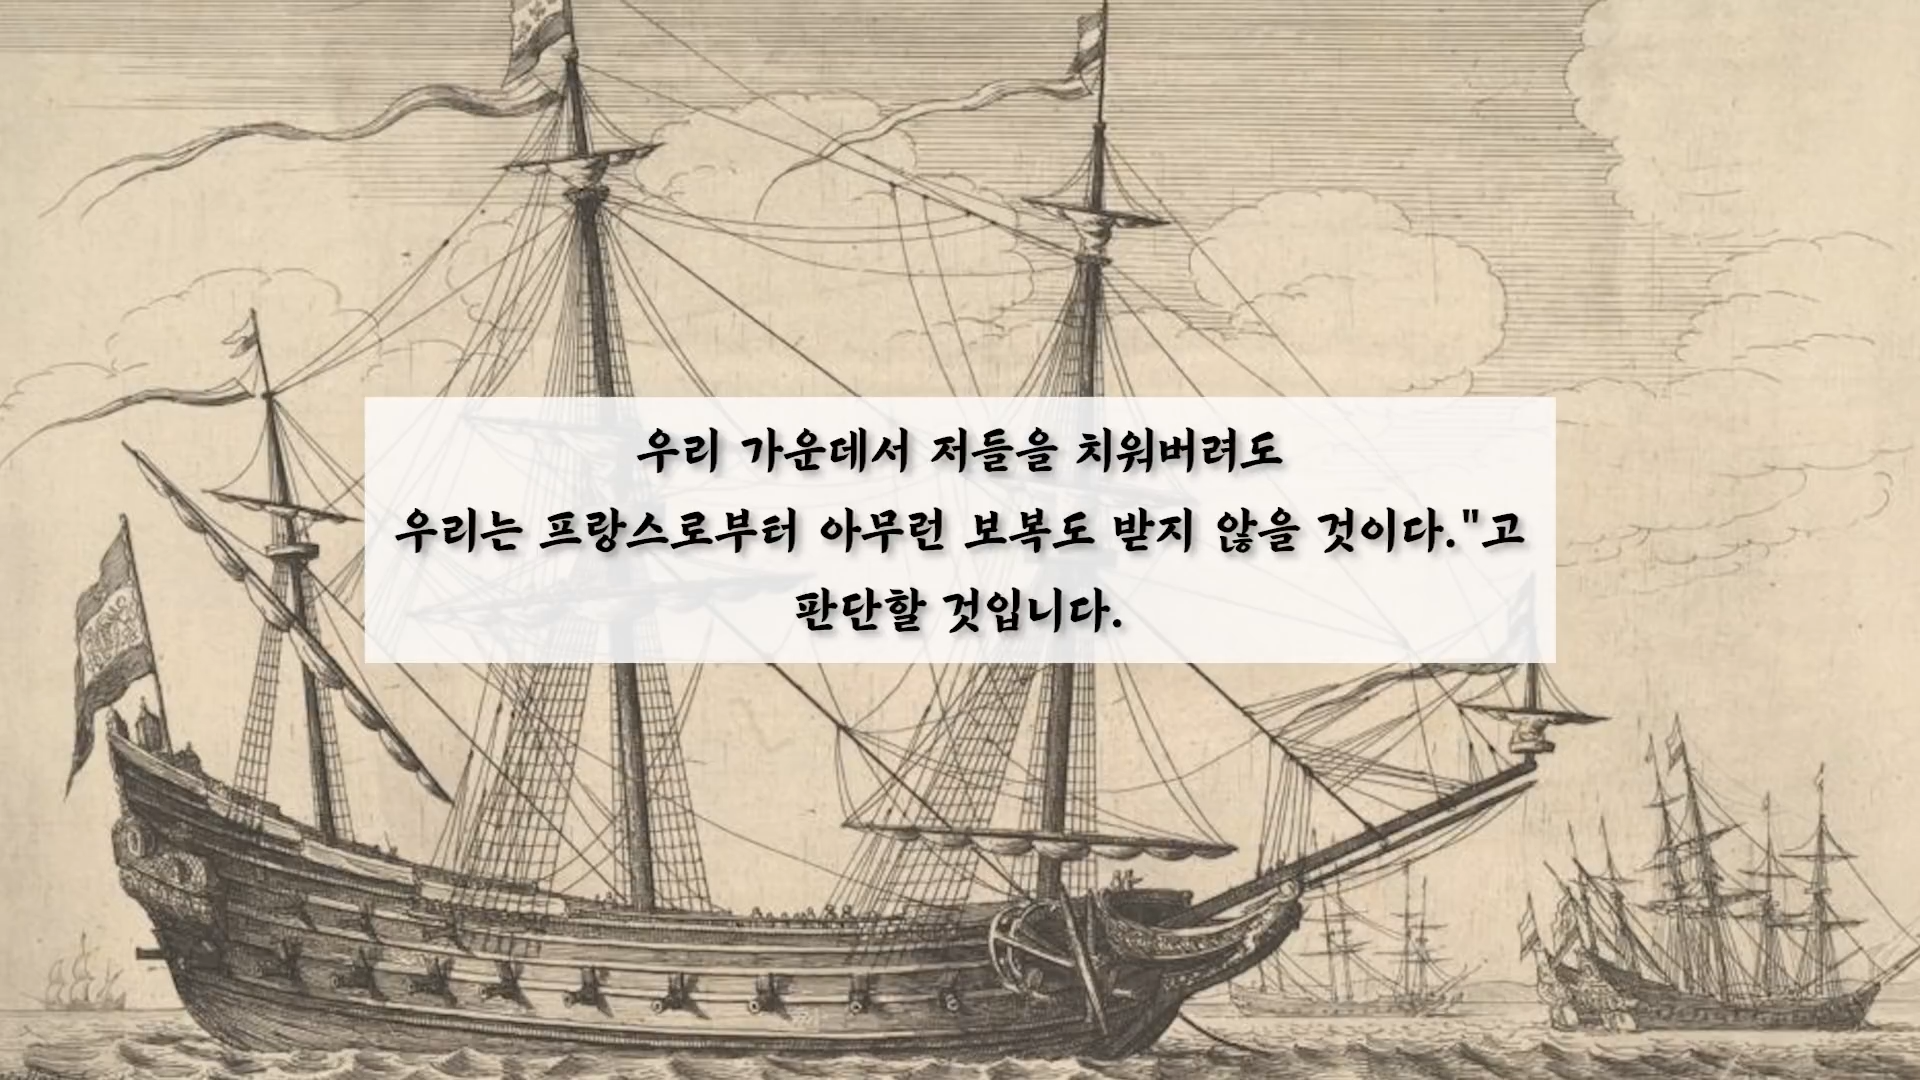 우리 가운데서 저들을 치워버려도
우리는 프랑스로부터 아무런 보복도 받지 않을 것이다."고
판단할 것입니다.